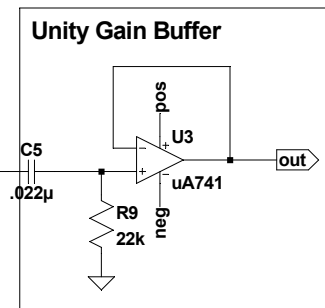 Unity Gain Buffer
pos
U3
C5
out
uA741
.022µ
R9
neg
22k